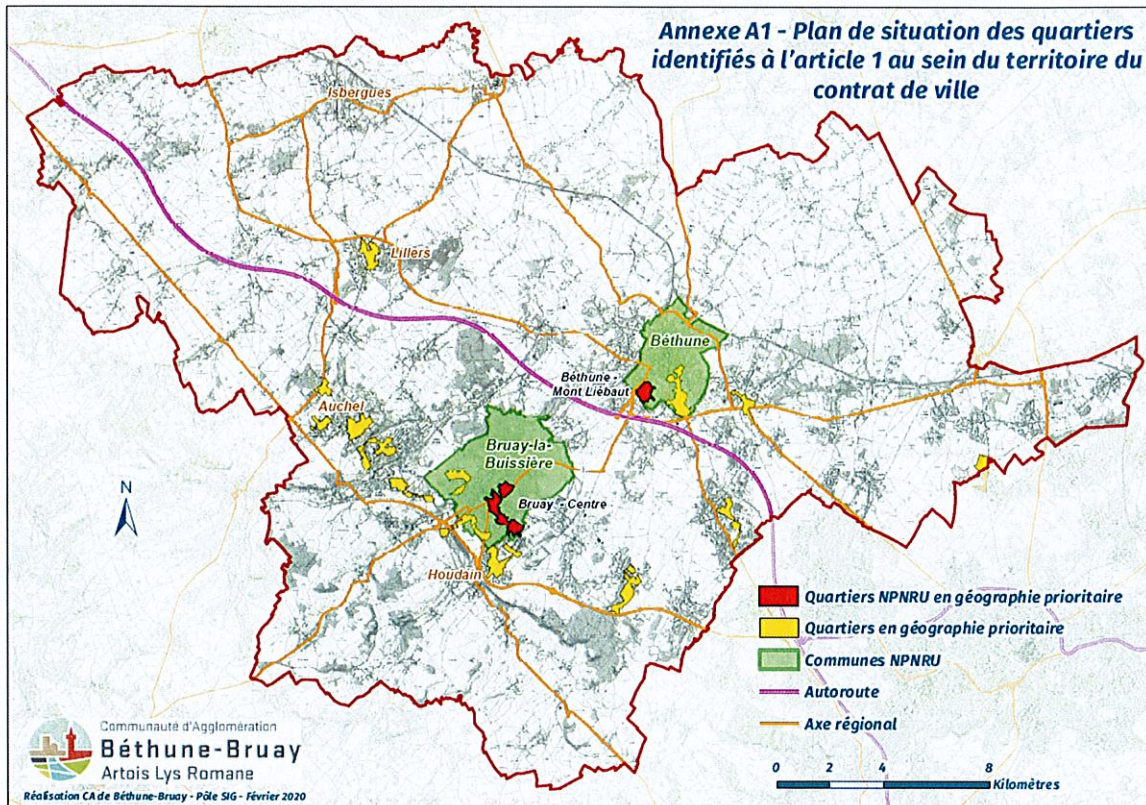 Annexe A1 - Plan de situation des quartiers
identifiés à l'article 1 au sein du territoire du
contrat de ville
Isbergues
Lillers
Béthune
Béthune -
Mont Liébaut
Auchel
Bruay-la-
Buissière
Bruay - Centre
N
Houdain
Quartiers NPNRU en géographie prioritaire
Quartiers en géographie prioritaire
Communes NPNRU
Autoroute
Axe régional
Communauté d'Agglomération
Béthune-Bruay
Artois Lys Romane
0 2 4 8
Kilomètres
Réalisation CA de Béthune-Bruay - Pôle SIG - Février 2020